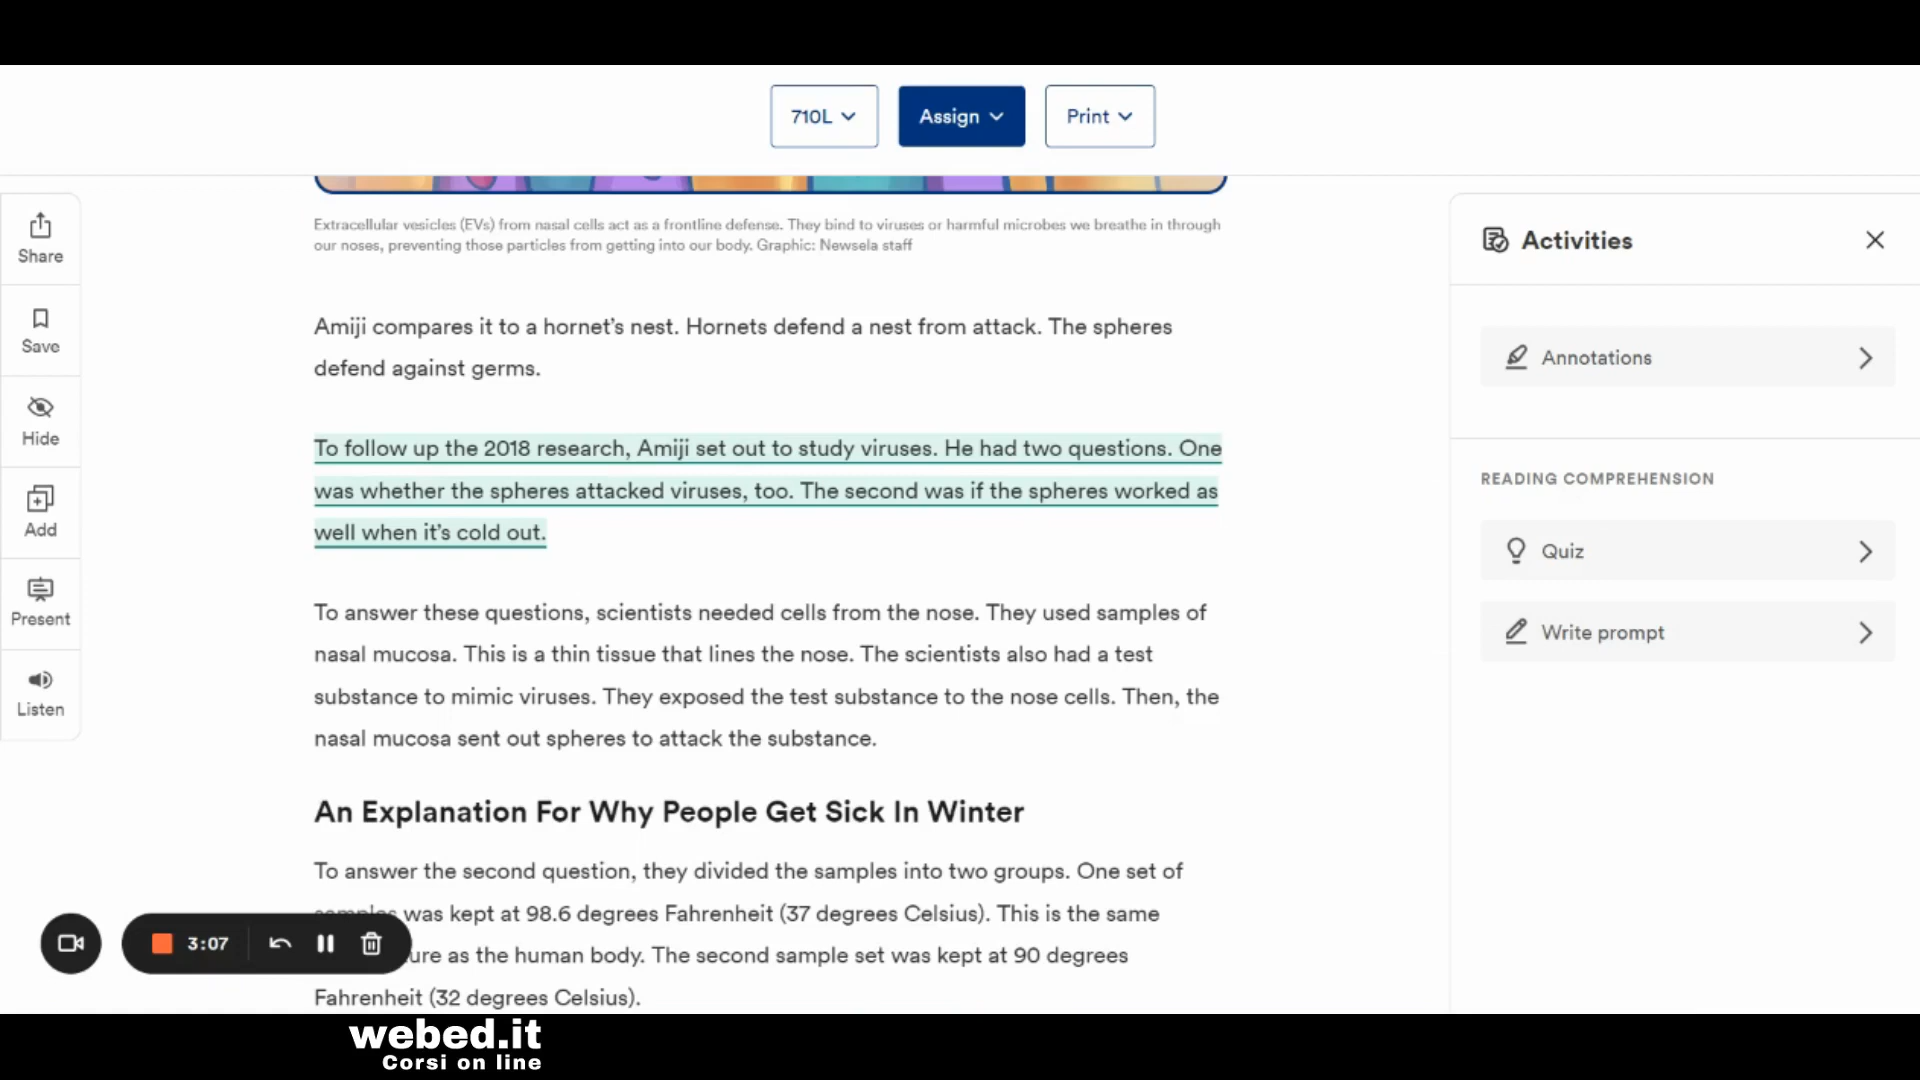 710L
Assign
Print
Share
Save
Hide
Add
Present
Listen
Extracellular vesicles (EVs) from nasal cells act as a frontline defense. They bind to viruses or harmful microbes we breathe in through
our noses, preventing those particles from getting into our body. Graphic: Newsela staff
Amiji compares it to a hornet's nest. Hornets defend a nest from attack. The spheres
defend against germs.
To follow up the 2018 research, Amiji set out to study viruses. He had two questions. One
was whether the spheres attacked viruses, too. The second was if the spheres worked as
well when it's cold out.
To answer these questions, scientists needed cells from the nose. They used samples of
nasal mucosa. This is a thin tissue that lines the nose. The scientists also had a test
substance to mimic viruses. They exposed the test substance to the nose cells. Then, the
nasal mucosa sent out spheres to attack the substance.
An Explanation For Why People Get Sick In Winter
To answer the second question, they divided the samples into two groups. One set of
samples was kept at 98.6 degrees Fahrenheit (37 degrees Celsius). This is the same
ure as the human body. The second sample set was kept at 90 degrees
Fahrenheit (32 degrees Celsius).
Activities
Annotations
READING COMPREHENSION
Quiz
Write prompt
3:07
webed.it
Corsi on line